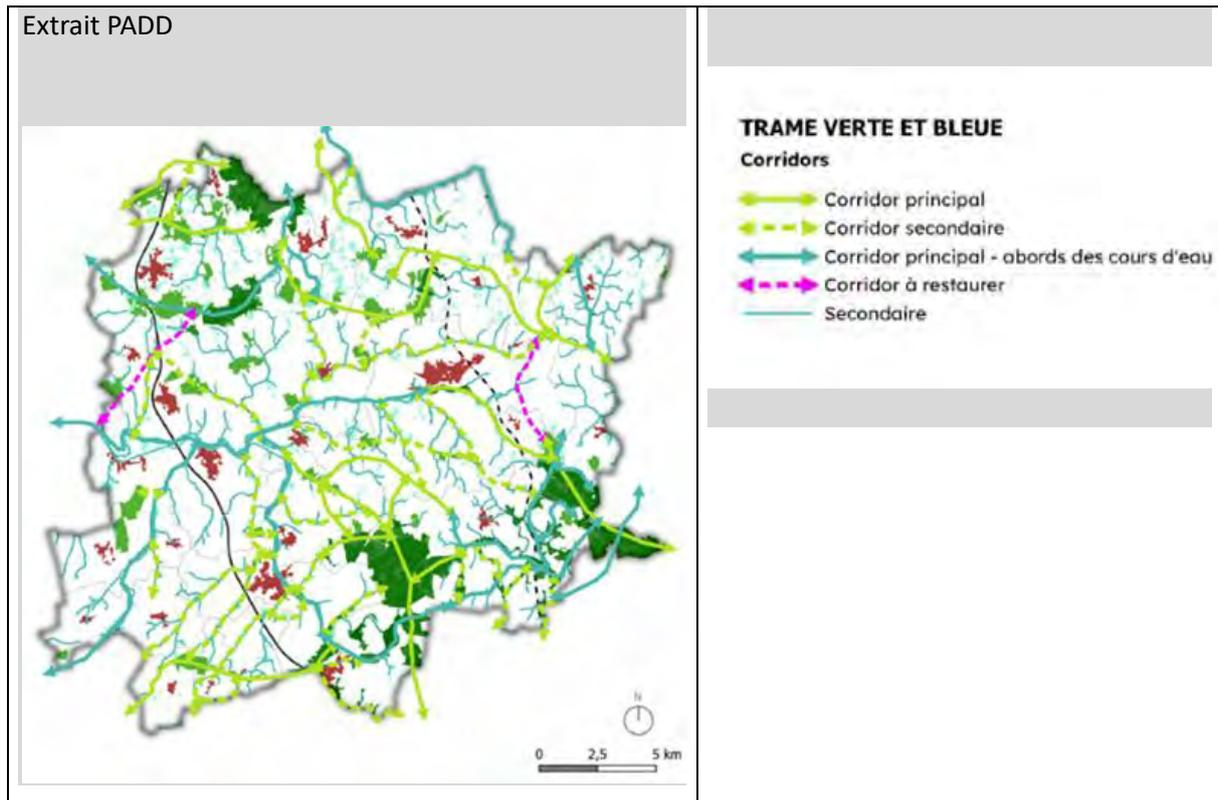 Extrait PADD
TRAME VERTE ET BLEUE
Corridors
Corridor principal
Corridor secondaire
Corridor principal - abords des cours d'eau
Corridor à restaurer
Secondaire
N
0 2,5 5 km